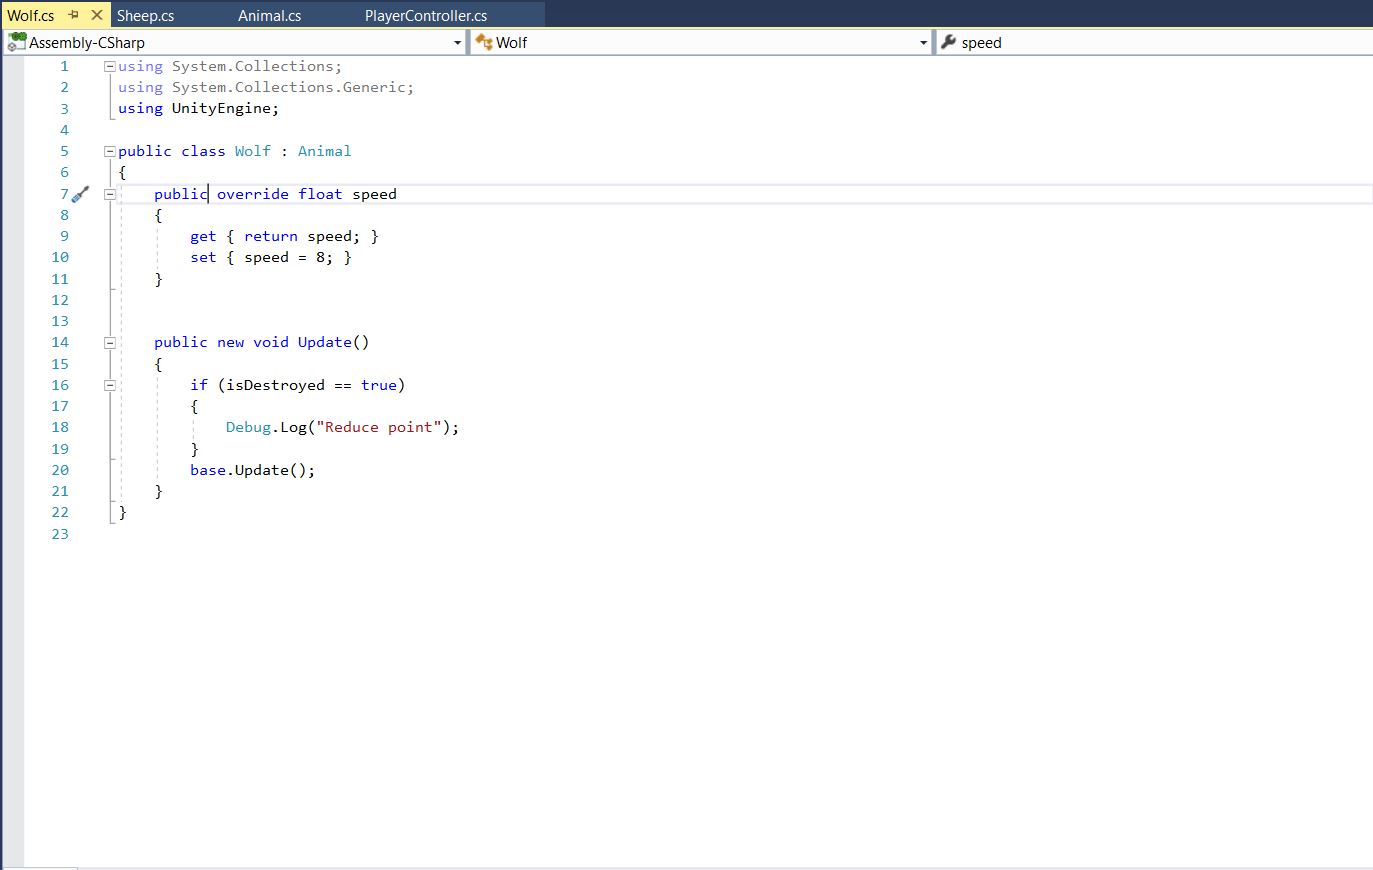 Wolf.cs Sheep.cs Animal.cs PlayerController.cs
Assembly-CSharp Wolf speed
1 using System.Collections;
2 using System.Collections.Generic;
3 using UnityEngine;
4
5 public class Wolf : Animal
6 {
7 public override float speed
8 {
9 get { return speed; }
10 set { speed = 8; }
11 }
12
13
14 public new void Update()
15 {
16 if (isDestroyed == true)
17 {
18 Debug.Log("Reduce point");
19 }
20 base.Update();
21 }
22 }
23